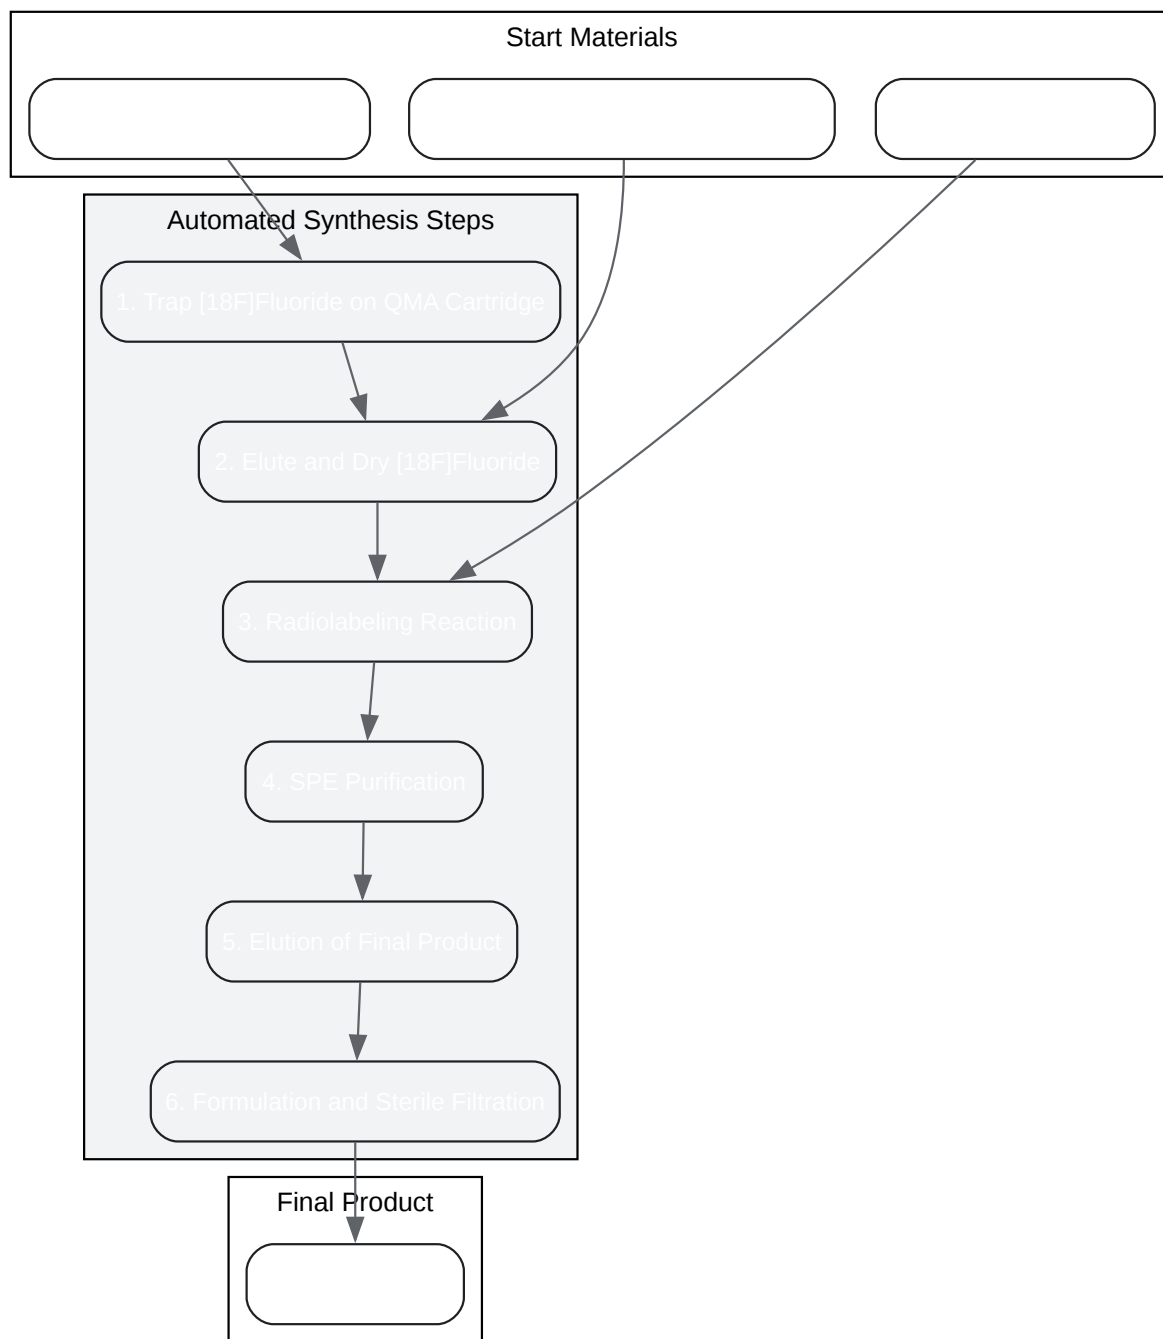 Start Materials
Automated Synthesis Steps
1. Trap [18F]Fluoride on QMA Cartridge
2. Elute and Dry [18F]Fluoride
3. Radiolabeling Reaction
4. SPE Purification
5. Elution of Final Product
6. Formulation and Sterile Filtration
Final Product